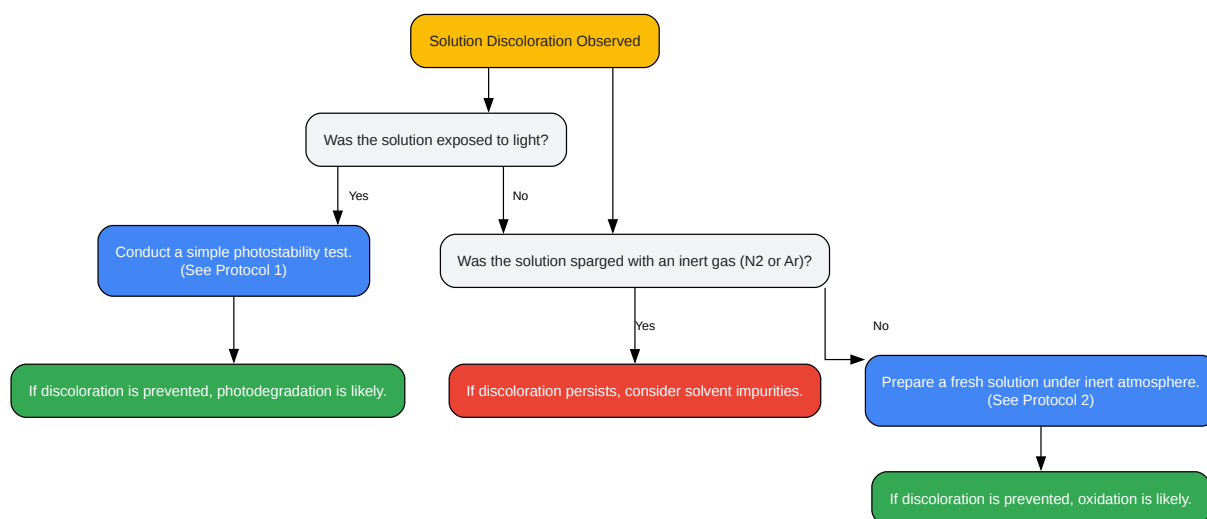 Solution Discoloration Observed
Was the solution exposed to light?
Yes
No
Conduct a simple photostability test.
(See Protocol 1)
Was the solution sparged with an inert gas (N2 or Ar)?
Yes
No
If discoloration is prevented, photodegradation is likely.
If discoloration persists, consider solvent impurities.
Prepare a fresh solution under inert atmosphere.
(See Protocol 2)
If discoloration is prevented, oxidation is likely.